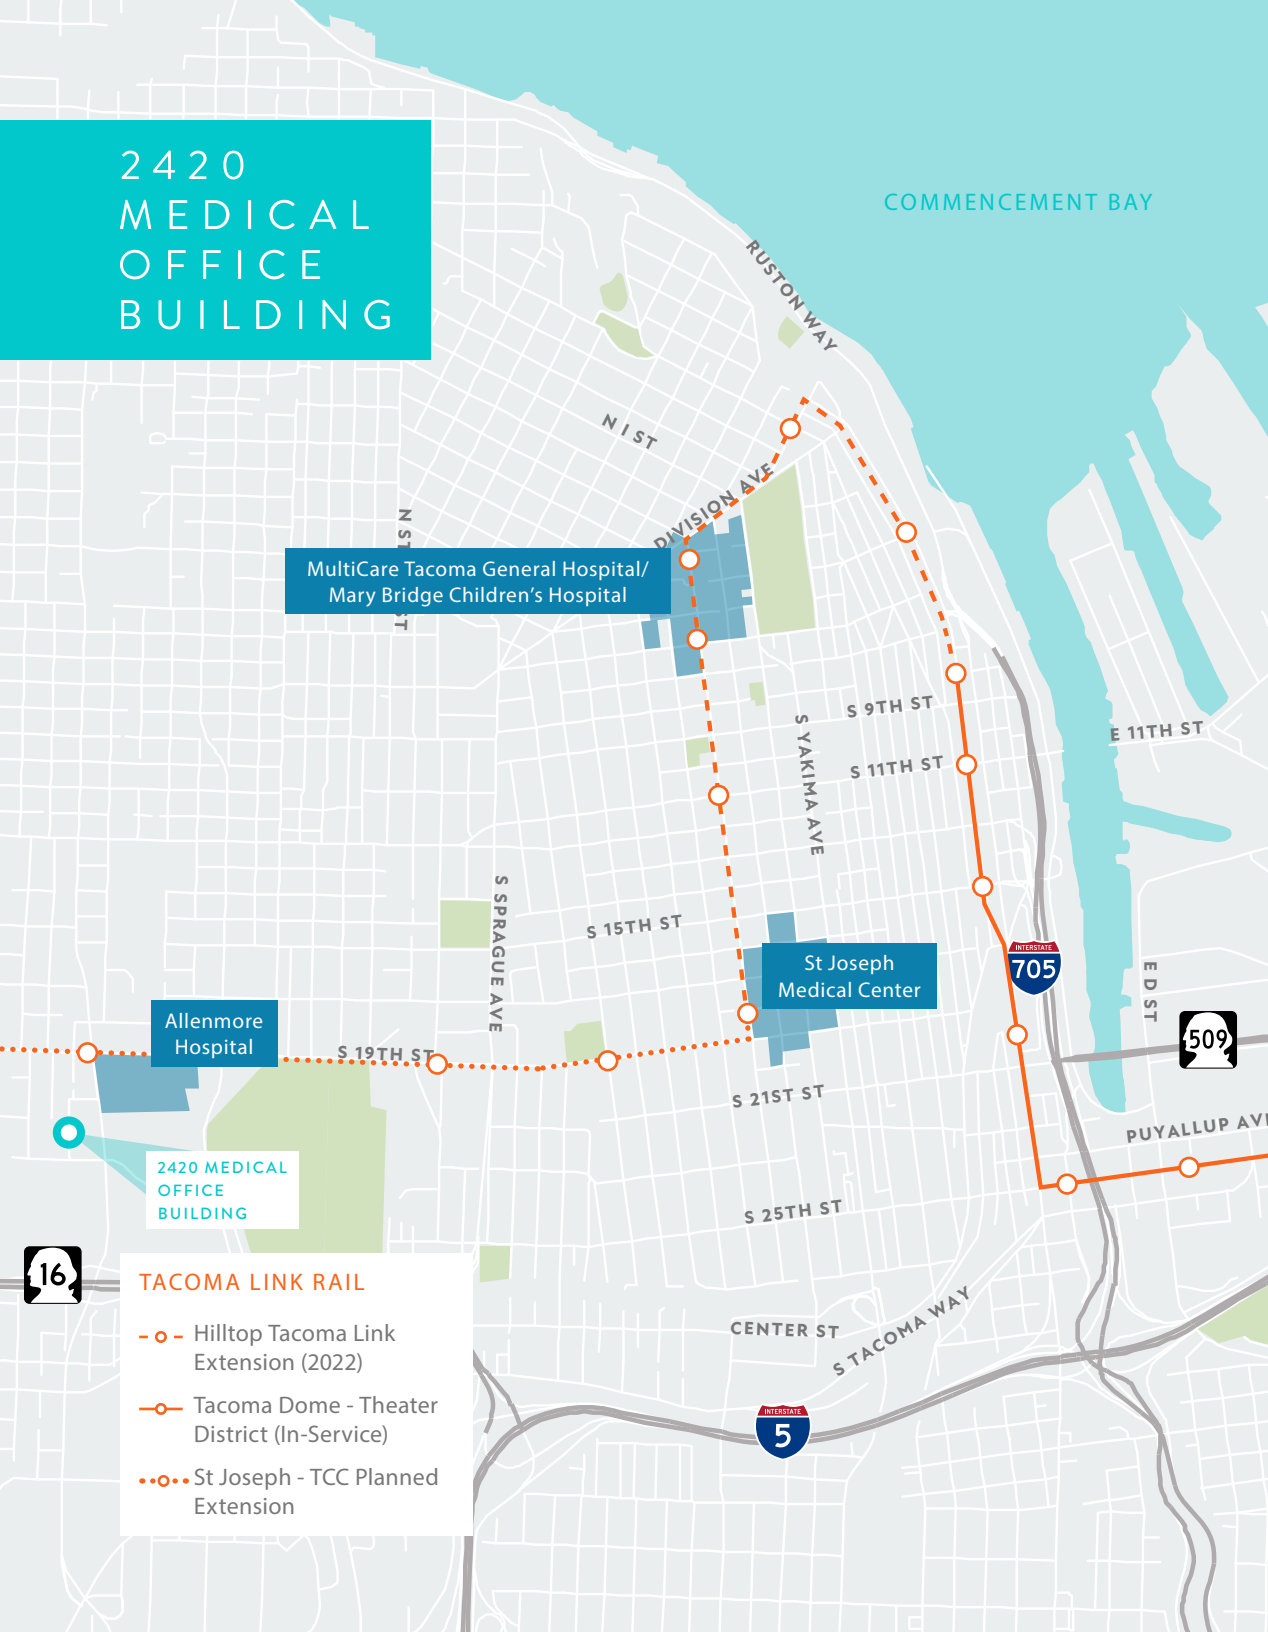 2420
MEDICAL
OFFICE
BUILDING
COMMENCEMENT BAY
RUSTON WAY
N I ST
DIVISION AVE
MultiCare Tacoma General Hospital/
Mary Bridge Children's Hospital
S 9TH ST
S YAKIMA AVE
E 11TH ST
S 11TH ST
S SPRAGUE AVE
S 15TH ST
St Joseph
Medical Center
INTERSTATE
705
E D ST
509
Allenmore
Hospital
S 19TH ST
S 21ST ST
PUYALLUP AVE
2420 MEDICAL
OFFICE
BUILDING
S 25TH ST
16
TACOMA LINK RAIL
Hilltop Tacoma Link
Extension (2022)
Tacoma Dome - Theater
District (In-Service)
St Joseph - TCC Planned
Extension
CENTER ST
S TACOMA WAY
INTERSTATE
5